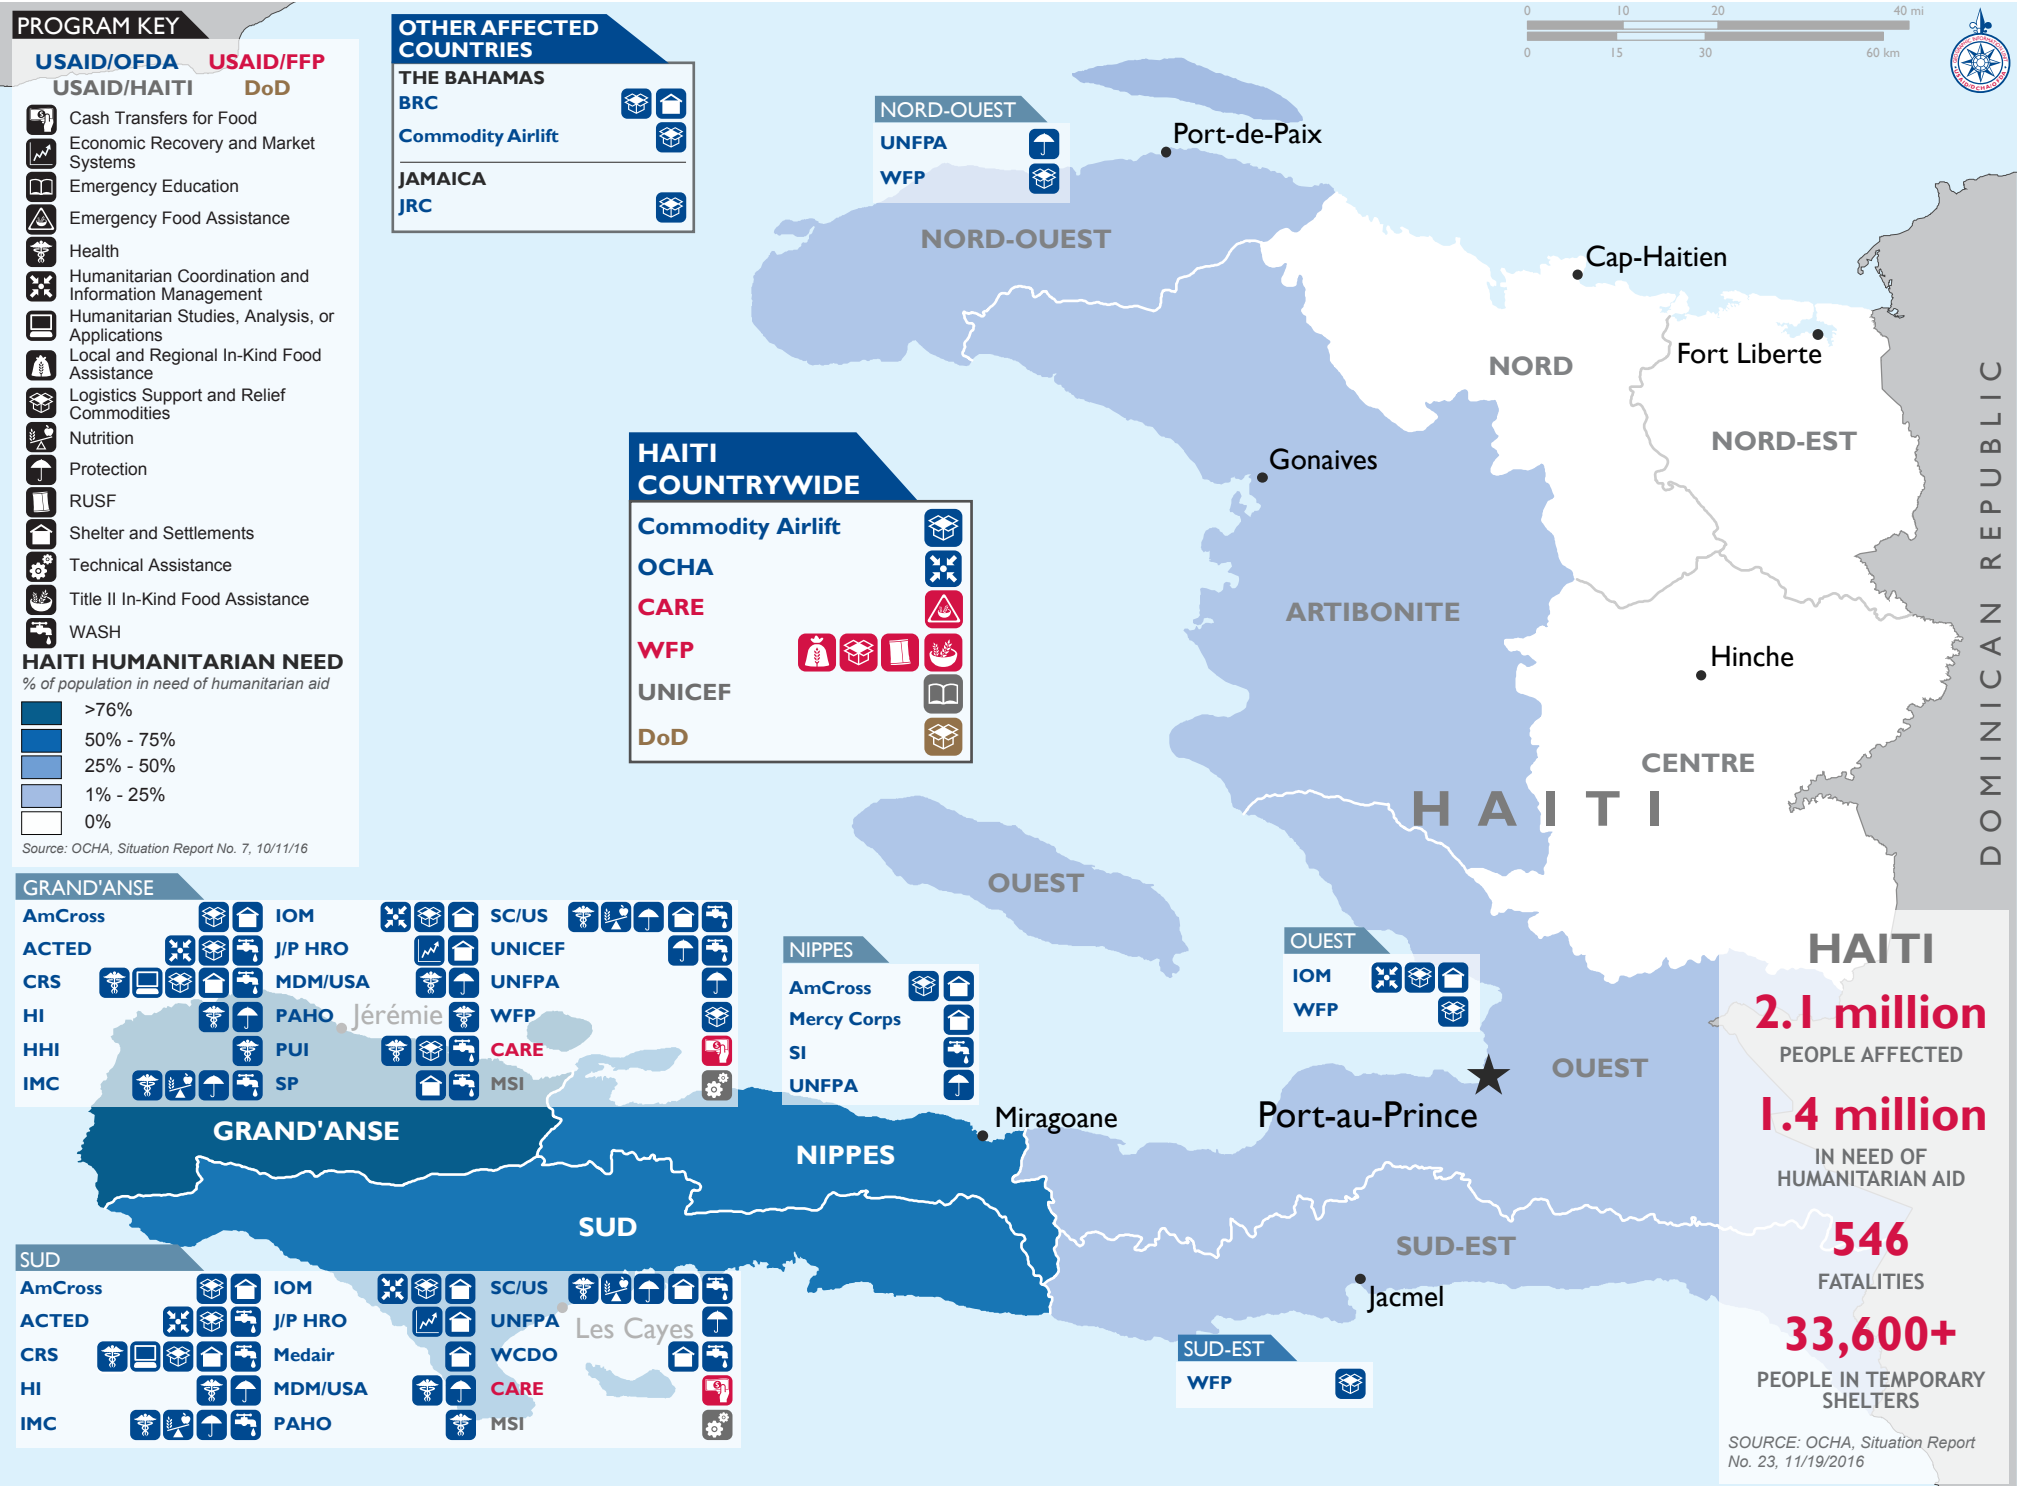 PROGRAM KEY
USAID/OFDA USAID/FFP
USAID/HAITI DoD
Cash Transfers for Food
Economic Recovery and Market
Systems
Emergency Education
Emergency Food Assistance
Health
Humanitarian Coordination and
Information Management
Humanitarian Studies, Analysis, or
Applications
Local and Regional In-Kind Food
Assistance
Logistics Support and Relief
Commodities
Nutrition
Protection
RUSF
Shelter and Settlements
Technical Assistance
Title II In-Kind Food Assistance
WASH
HAITI HUMANITARIAN NEED
% of population in need of humanitarian aid
>76%
50% - 75%
25% - 50%
1% - 25%
0%
Source: OCHA, Situation Report No. 7, 10/11/16
OTHER AFFECTED
COUNTRIES
THE BAHAMAS
BRC
Commodity Airlift
JAMAICA
JRC
0 10 20 40 mi
0 15 30 60 km
NORD-OUEST
UNFPA
WFP
Port-de-Paix
NORD-OUEST
Cap-Haitien
Fort Liberte
NORD
NORD-EST
DOMINICAN REPUBLIC
HAITI
COUNTRYWIDE
Commodity Airlift
OCHA
CARE
WFP
UNICEF
DoD
Gonaives
ARTIBONITE
Hinche
CENTRE
HAITI
OUEST
GRAND'ANSE
AmCross IOM SC/US
ACTED J/P HRO UNICEF
CRS MDM/USA UNFPA
HI PAHO WFP
HHI PUI CARE
IMC SP MSI
Jérémie
NIPPES
AmCross
Mercy Corps
SI
UNFPA
OUEST
IOM
WFP
OUEST
Port-au-Prince
Miragoane
GRAND'ANSE
NIPPES
SUD
SUD-EST
Jacmel
SUD
AmCross IOM SC/US
ACTED J/P HRO UNFPA
CRS Medair WCDO
HI MDM/USA CARE
IMC PAHO MSI
Les Cayes
SUD-EST
WFP
HAITI
2.1 million
PEOPLE AFFECTED
1.4 million
IN NEED OF
HUMANITARIAN AID
546
FATALITIES
33,600+
PEOPLE IN TEMPORARY
SHELTERS
SOURCE: OCHA, Situation Report
No. 23, 11/19/2016